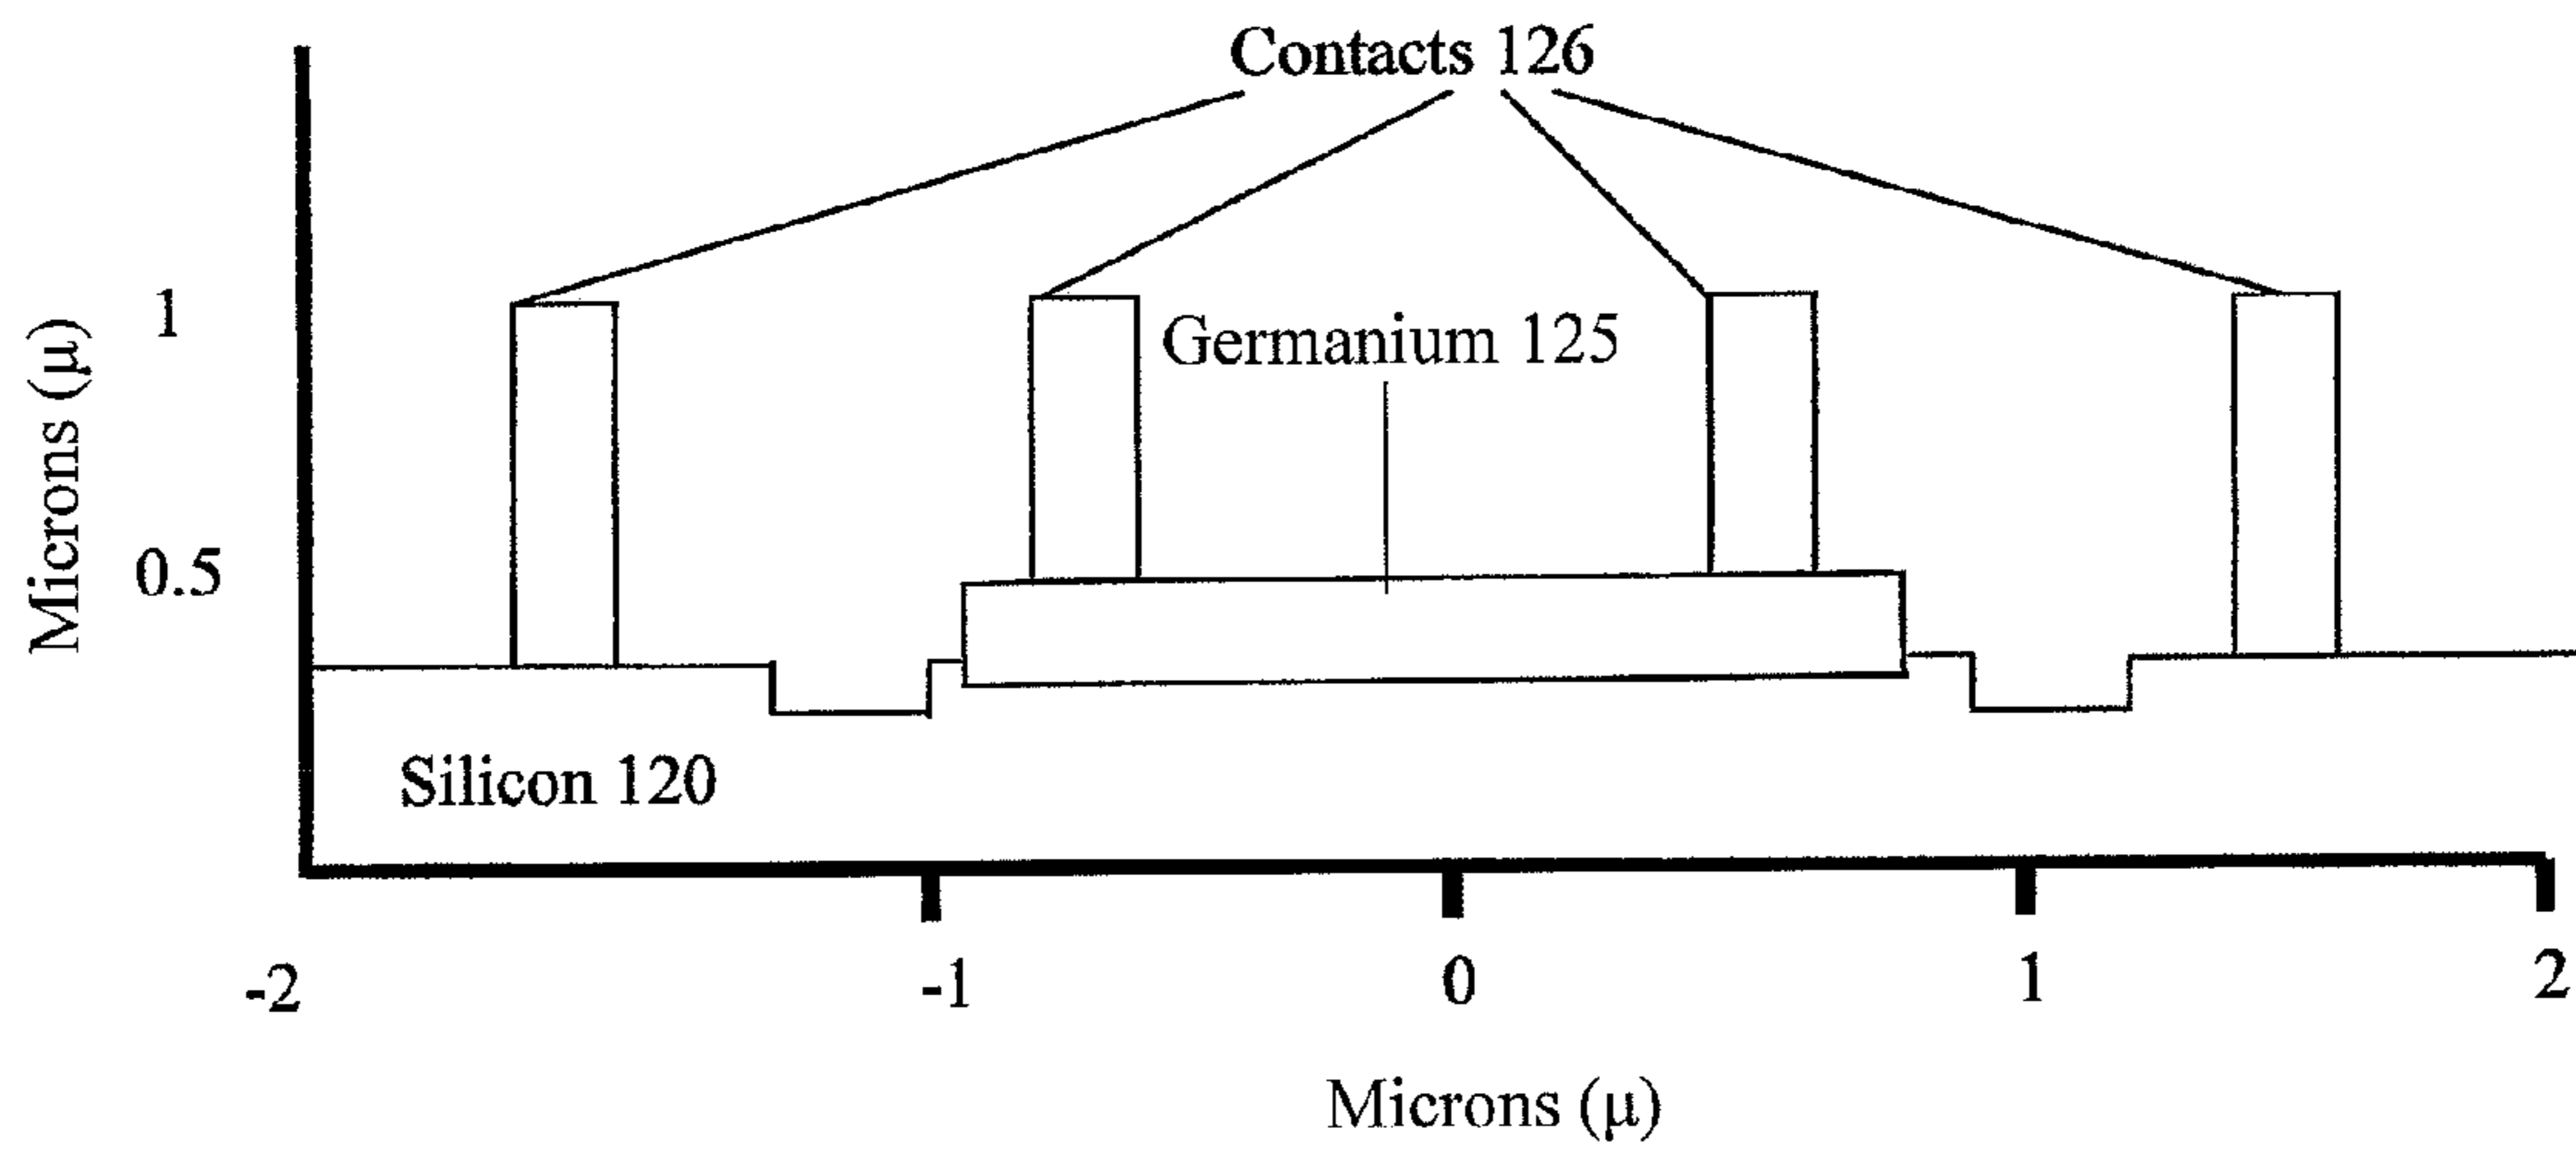 Contacts 126
1
Germanium 125
Microns (μ)
0.5
Silicon 120
-2
-1
0
1
2
Microns (μ)